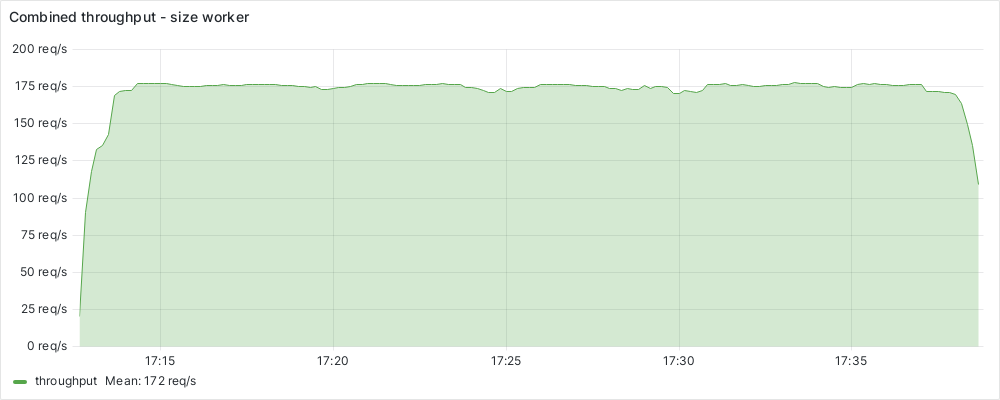 Combined throughput - size worker
200 req/s
175 req/s
150 req/s
125 req/s
100 req/s
75 req/s
50 req/s
25 req/s
0 req/s
17:15 17:20 17:25 17:30 17:35
throughput Mean: 172 req/s